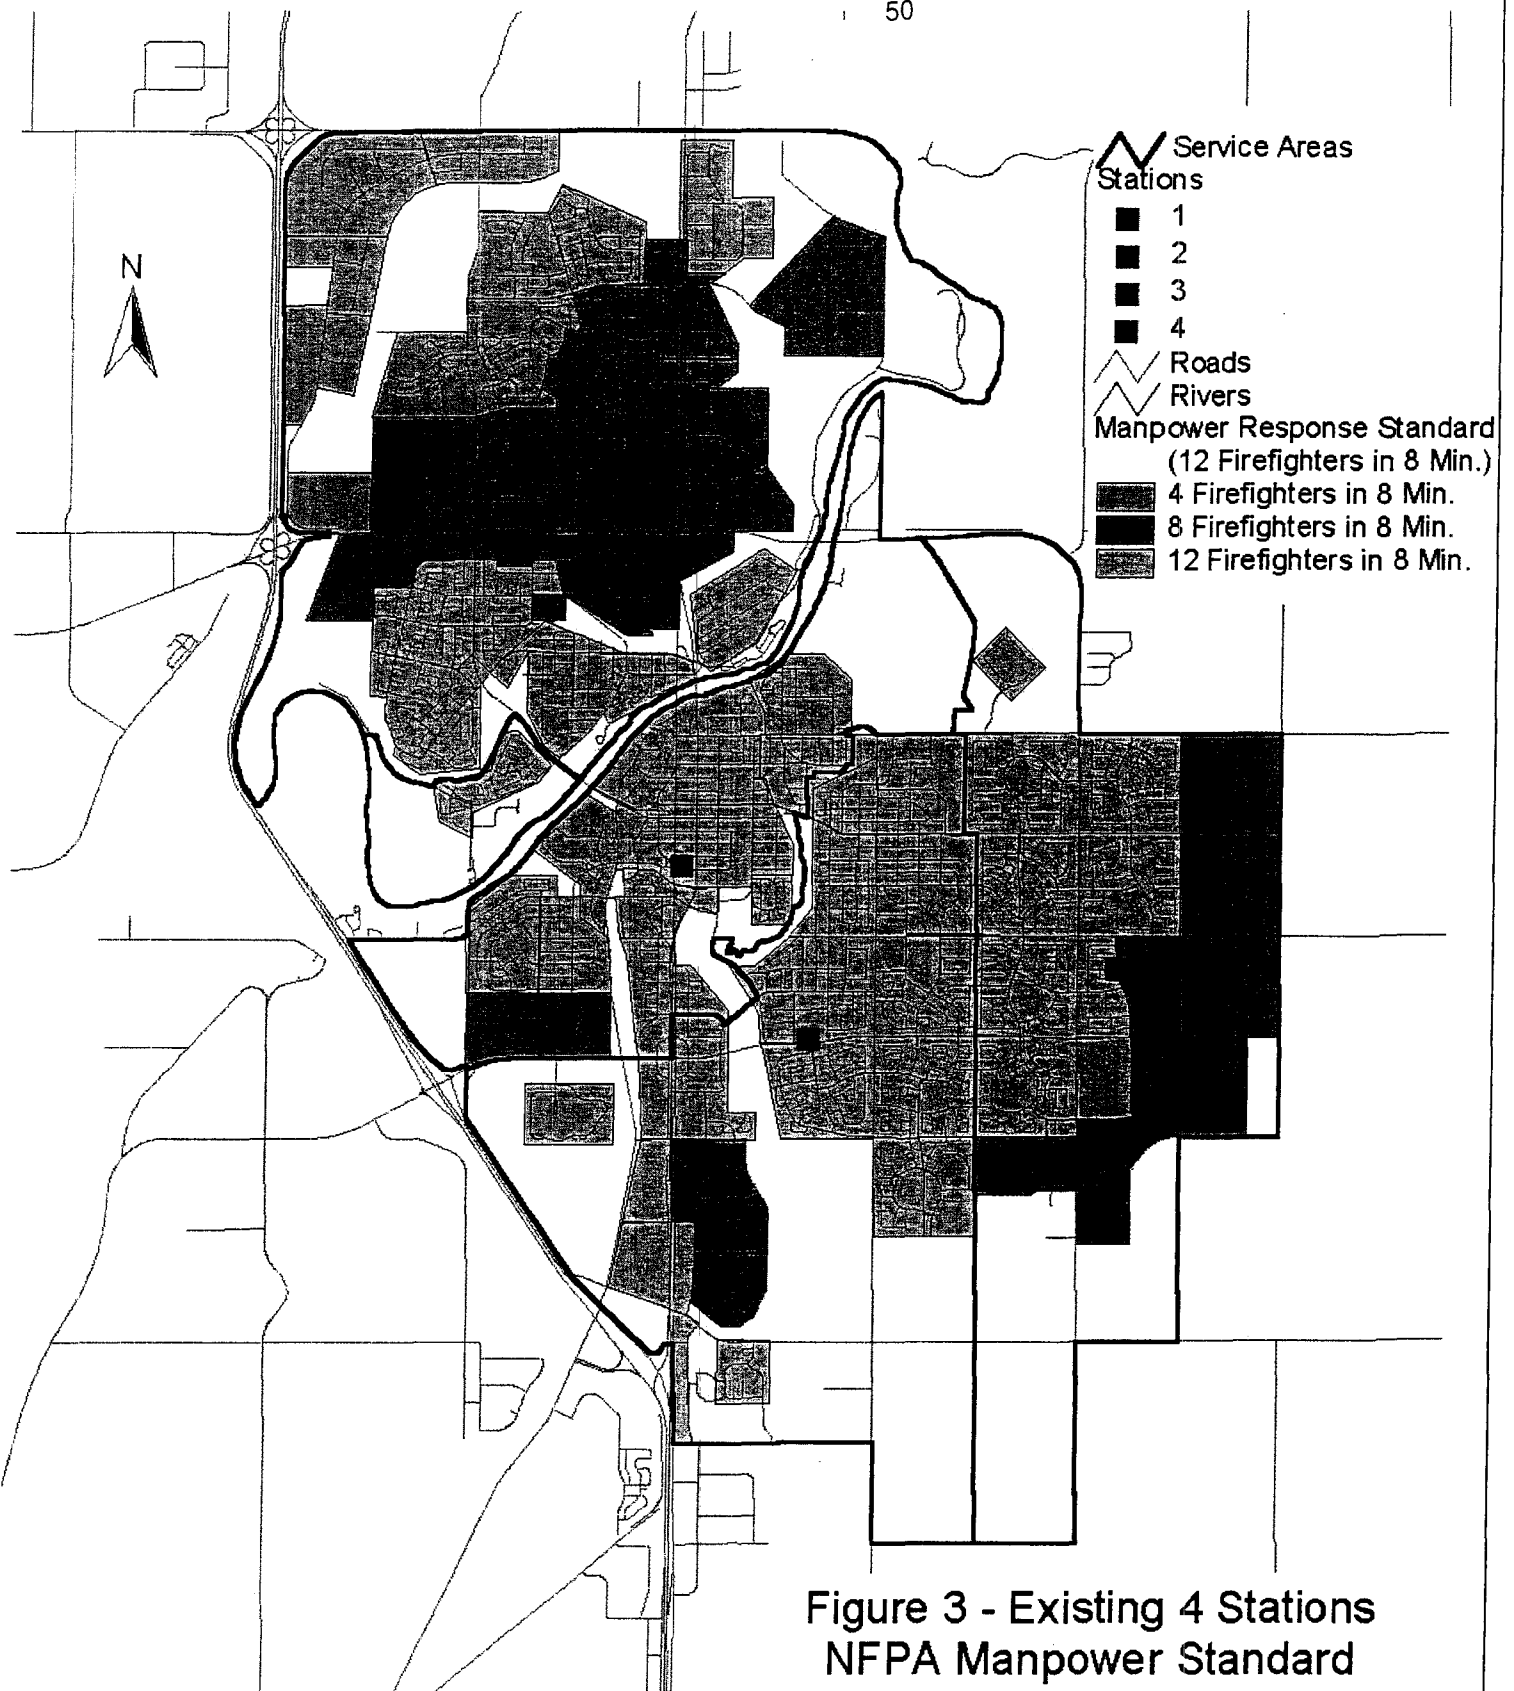 50
Service Areas
Stations
1
2
3
4
Roads
Rivers
Manpower Response Standard
(12 Firefighters in 8 Min.)
4 Firefighters in 8 Min.
8 Firefighters in 8 Min.
12 Firefighters in 8 Min.
N
Figure 3 - Existing 4 Stations
NFPA Manpower Standard